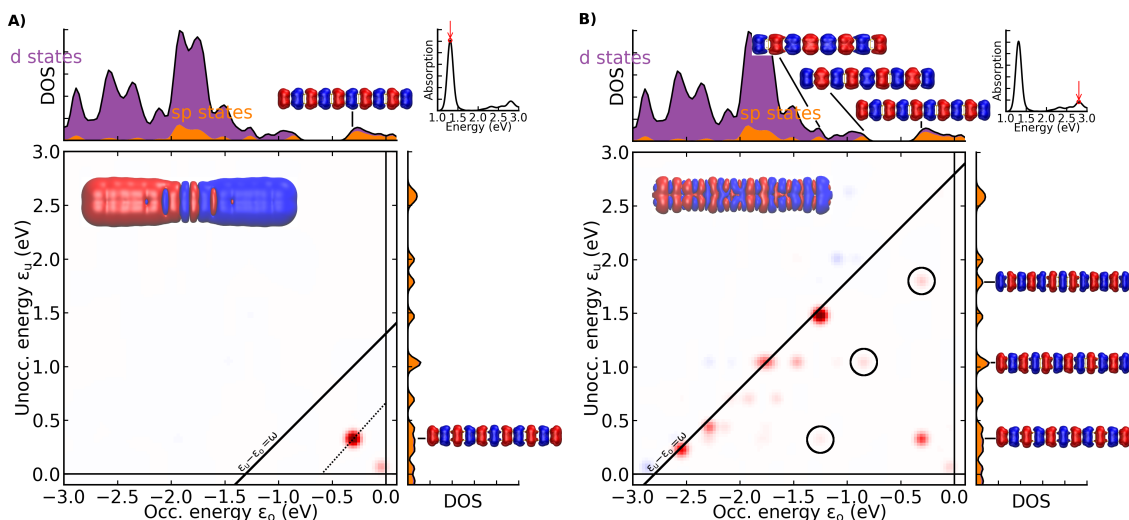 A)
d states
DOS
sp states
Absorption
1.0 1.5 2.0 2.5 3.0
Energy (eV)
3.0
2.5
2.0
1.5
1.0
0.5
0.0
Unocc. energy εu (eV)
εu−εo=ω
−3.0 −2.5 −2.0 −1.5 −1.0 −0.5 0.0
Occ. energy εo (eV)
DOS
B)
d states
DOS
sp states
Absorption
1.0 1.5 2.0 2.5 3.0
Energy (eV)
3.0
2.5
2.0
1.5
1.0
0.5
0.0
Unocc. energy εu (eV)
εu−εo=ω
−3.0 −2.5 −2.0 −1.5 −1.0 −0.5 0.0
Occ. energy εo (eV)
DOS